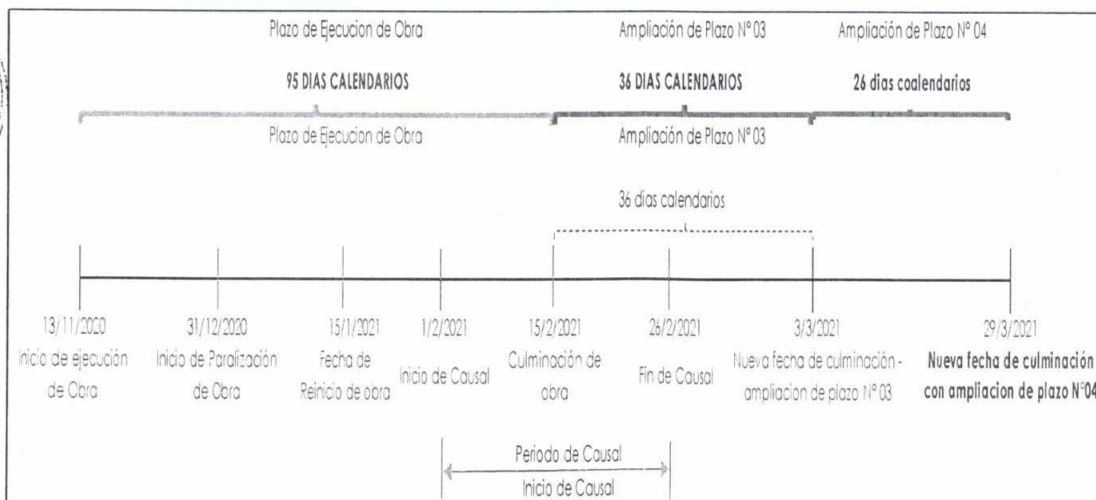 Plazo de Ejecucion de Obra
Ampliación de Plazo Nº 03
Ampliación de Plazo Nº 04
95 DIAS CALENDARIOS
36 DIAS CALENDARIOS
26 dias coalendarios
Plazo de Ejecucion de Obra
Ampliación de Plazo Nº 03
36 dias calendarios
13/11/2020
31/12/2020
15/1/2021
1/2/2021
15/2/2021
26/2/2021
3/3/2021
29/3/2021
Inicio de ejecución
de Obra
Inicio de Paralización
de Obra
Fecha de
Reinicio de obra
Inicio de Causal
Culminación de
obra
Fin de Causal
Nueva fecha de culminación -
ampliacion de plazo Nº 03
Nueva fecha de culminación
con ampliacion de plazo N°04
Periodo de Causal
Inicio de Causal